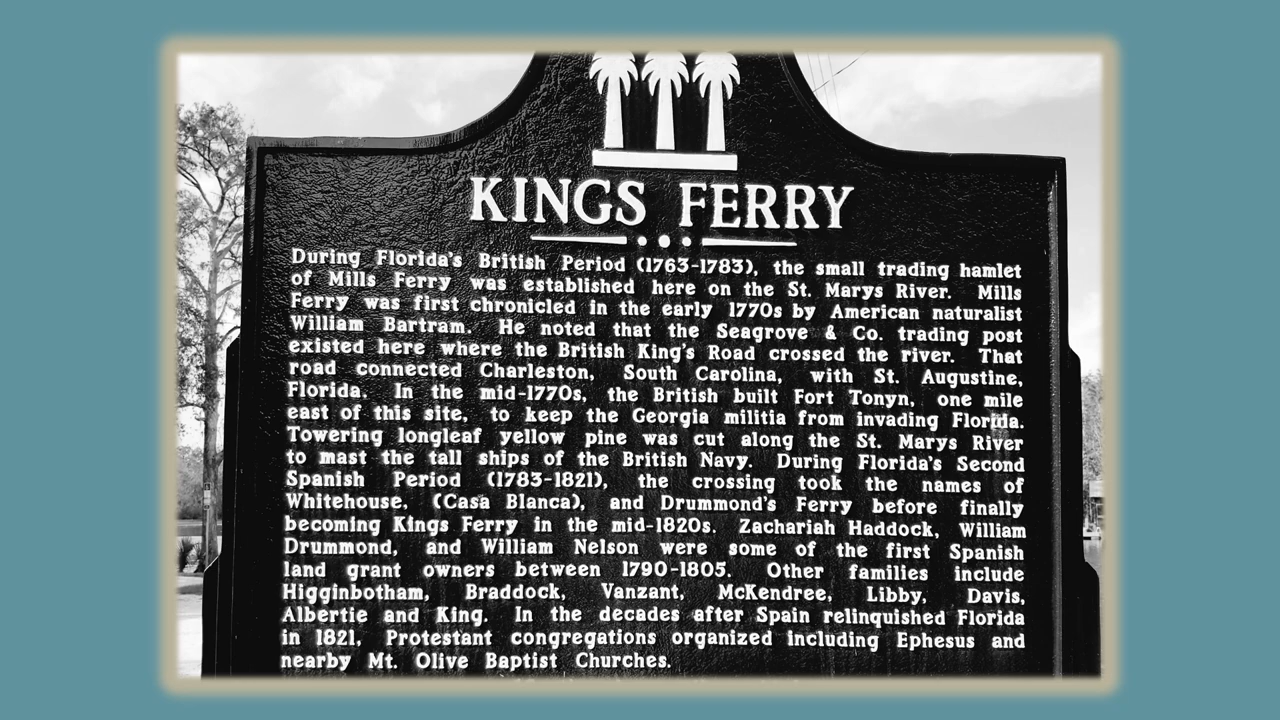 KINGS FERRY
During Florida's British Period (1763-1783), the small trading hamlet
of Mills Ferry was established here on the St. Marys River. Mills
Ferry was first chronicled in the early 1770s by American naturalist
William Bartram. He noted that the Seagrove & Co. trading post
existed here where the British King's Road crossed the river. That
road connected Charleston, South Carolina, with St. Augustine,
Florida. In the mid-1770s, the British built Fort Tonyn, one mile
east of this site, to keep the Georgia militia from invading Florida.
Towering longleaf yellow pine was cut along the St. Marys River
to mast the tall ships of the British Navy. During Florida's Second
Spanish Period (1783-1821), the crossing took the names of
Whitehouse, (Casa Blanca), and Drummond's Ferry before finally
becoming Kings Ferry in the mid-1820s. Zachariah Haddock, William
Drummond, and William Nelson were some of the first Spanish
land grant owners between 1790-1805. Other families include
Higginbotham, Braddock, Vanzant, McKendree, Libby, Davis,
Albertie and King. In the decades after Spain relinquished Florida
in 1821, Protestant congregations organized including Ephesus and
nearby Mt. Olive Baptist Churches.